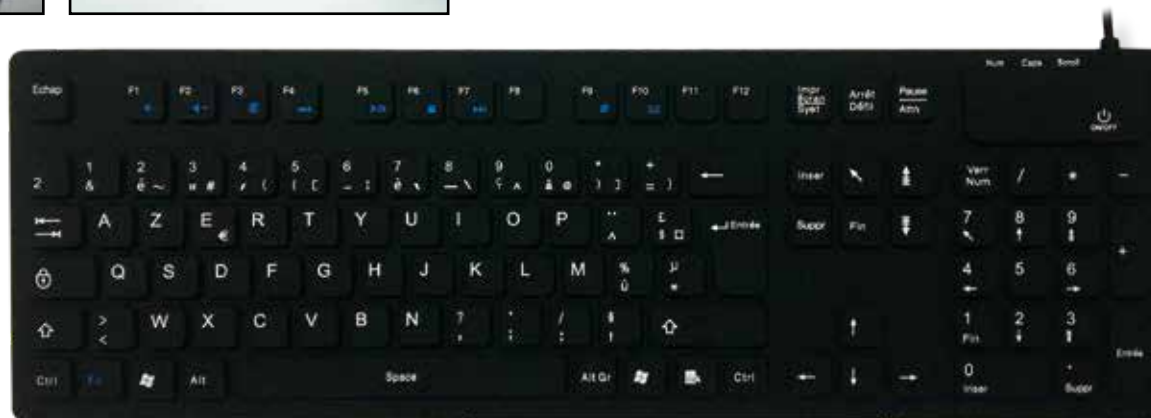 Num Caps Scroll
Echap F1 F2 F3 F4 F5 F6 F7 F8 F9 F10 F11 F12 Impr Écran Syst Arrêt Défil Pause Attn
ON/OFF
2 1 & 2 é ~ 3 " # 4 ' { 5 ( [ 6 - | 7 è ` 8 _ \ 9 ç ^ 0 à @ ° ) ] + = } Inser Verr Num / * -
A Z E € R T Y U I O P ¨ ^ £ $ ¤ Entrée Suppr Fin 7 8 9 +
Q S D F G H J K L M % ù µ * 4 5 6
> < W X C V B N ? , . ; / : § ! 1 Fin 2 3 Entrée
Ctrl Fn Alt Space Alt Gr Ctrl 0 Inser . Suppr